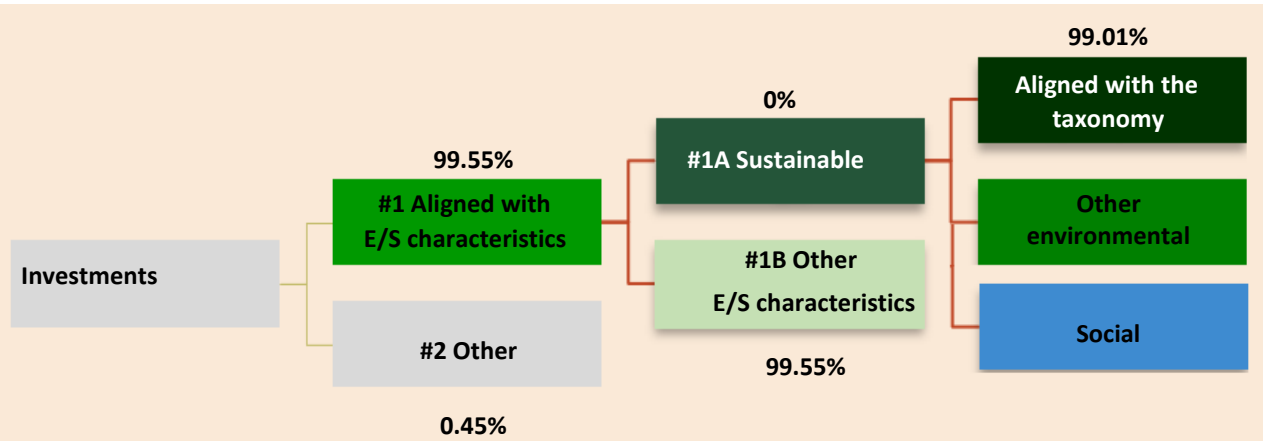 99.01%
Aligned with the
taxonomy
0%
#1A Sustainable
99.55%
#1 Aligned with
E/S characteristics
Other
environmental
Investments
#1B Other
E/S characteristics
#2 Other
Social
99.55%
0.45%